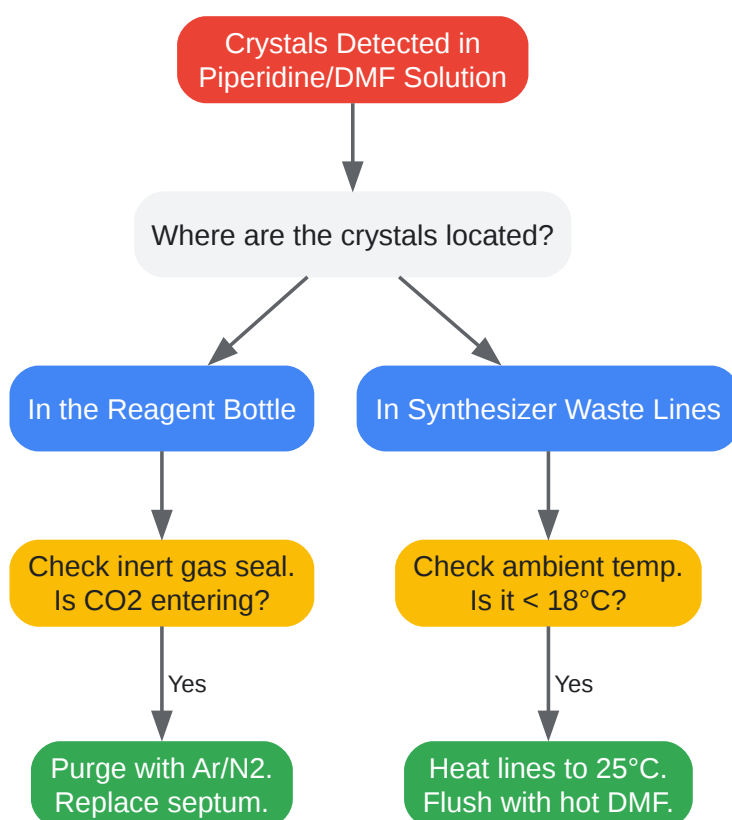 Crystals Detected in
Piperidine/DMF Solution
Where are the crystals located?
In the Reagent Bottle
In Synthesizer Waste Lines
Check inert gas seal.
Is CO2 entering?
Check ambient temp.
Is it < 18°C?
Yes
Yes
Purge with Ar/N2.
Replace septum.
Heat lines to 25°C.
Flush with hot DMF.